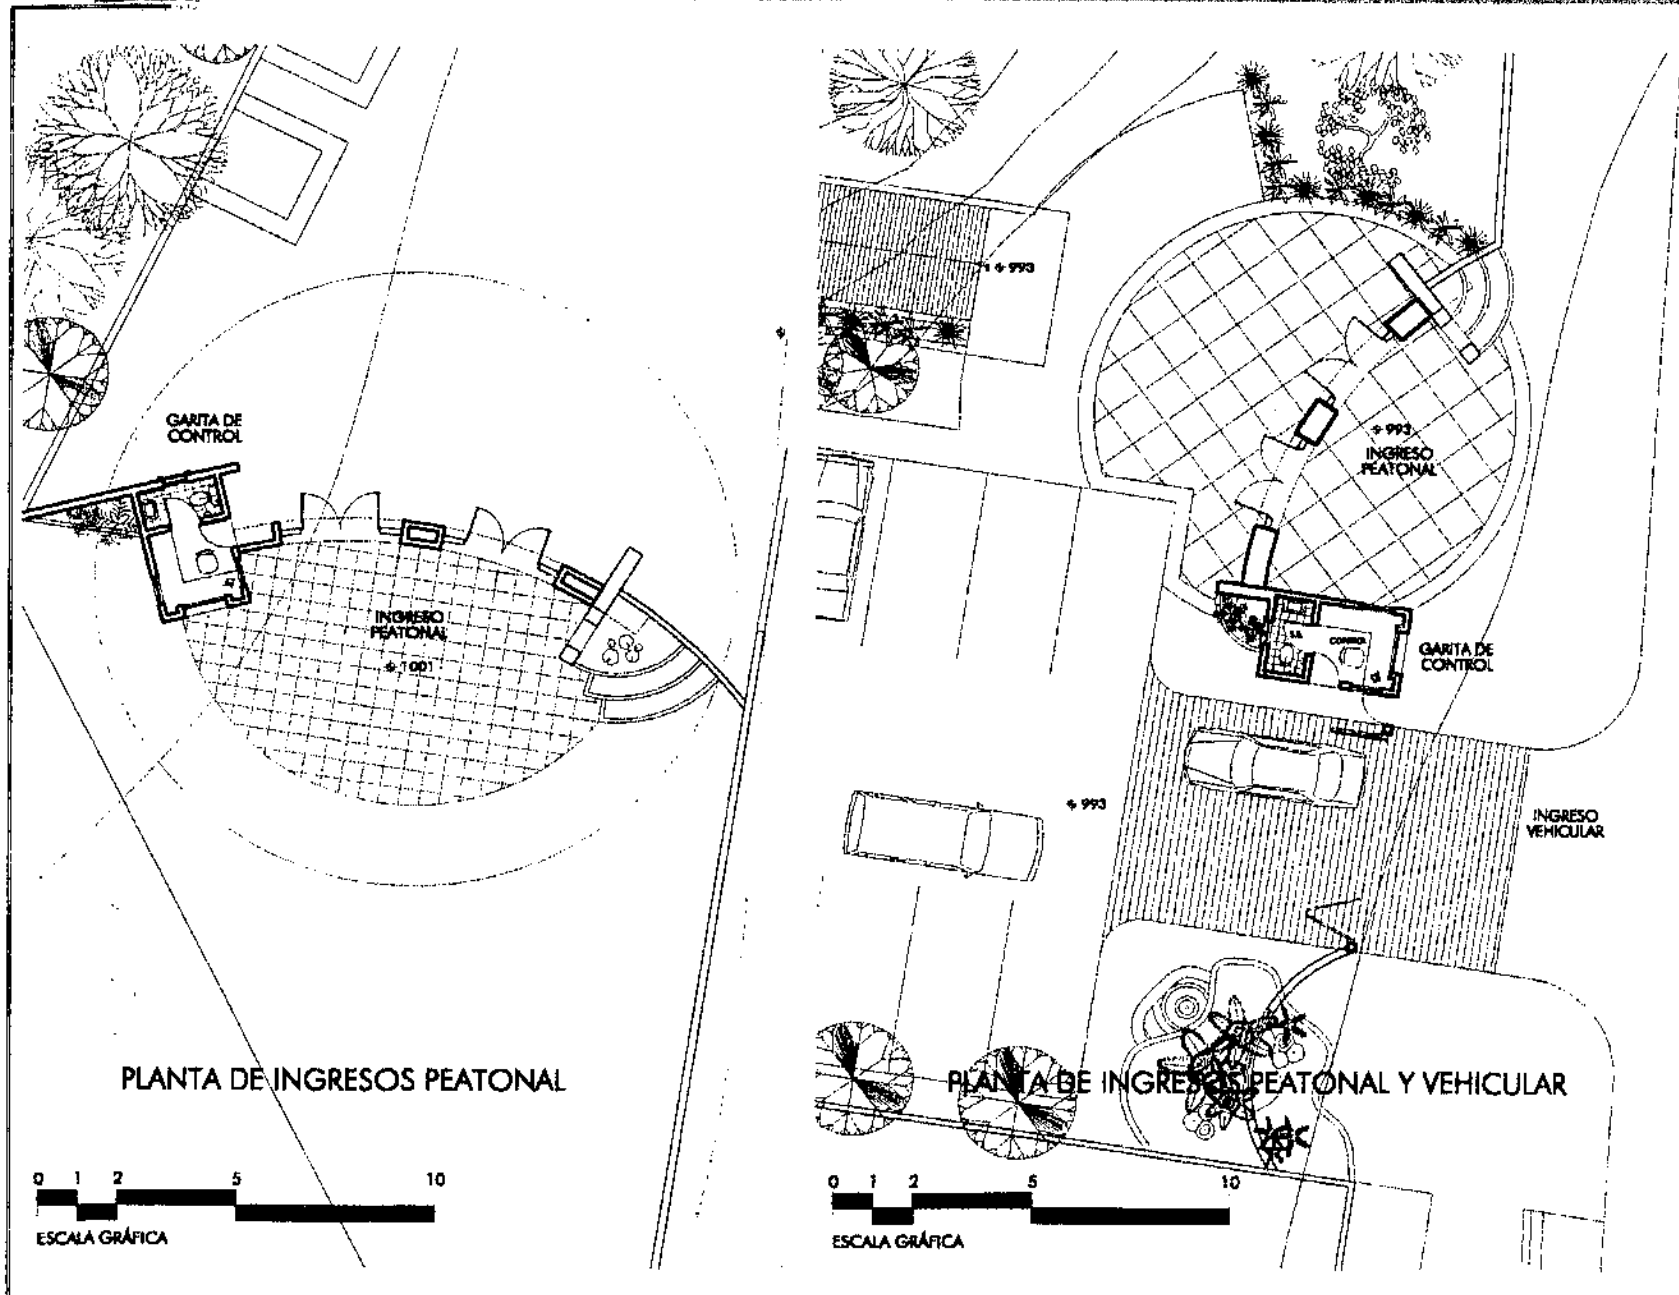 GARITA DE
CONTROL
INGRESO
PEATONAL
1001
PLANTA DE INGRESOS PEATONAL
0 1 2 5 10
ESCALA GRÁFICA
993
993
INGRESO
PEATONAL
S.S.
CONTROL
GARITA DE
CONTROL
993
INGRESO
VEHICULAR
PLANTA DE INGRESOS PEATONAL Y VEHICULAR
0 1 2 5 10
ESCALA GRÁFICA